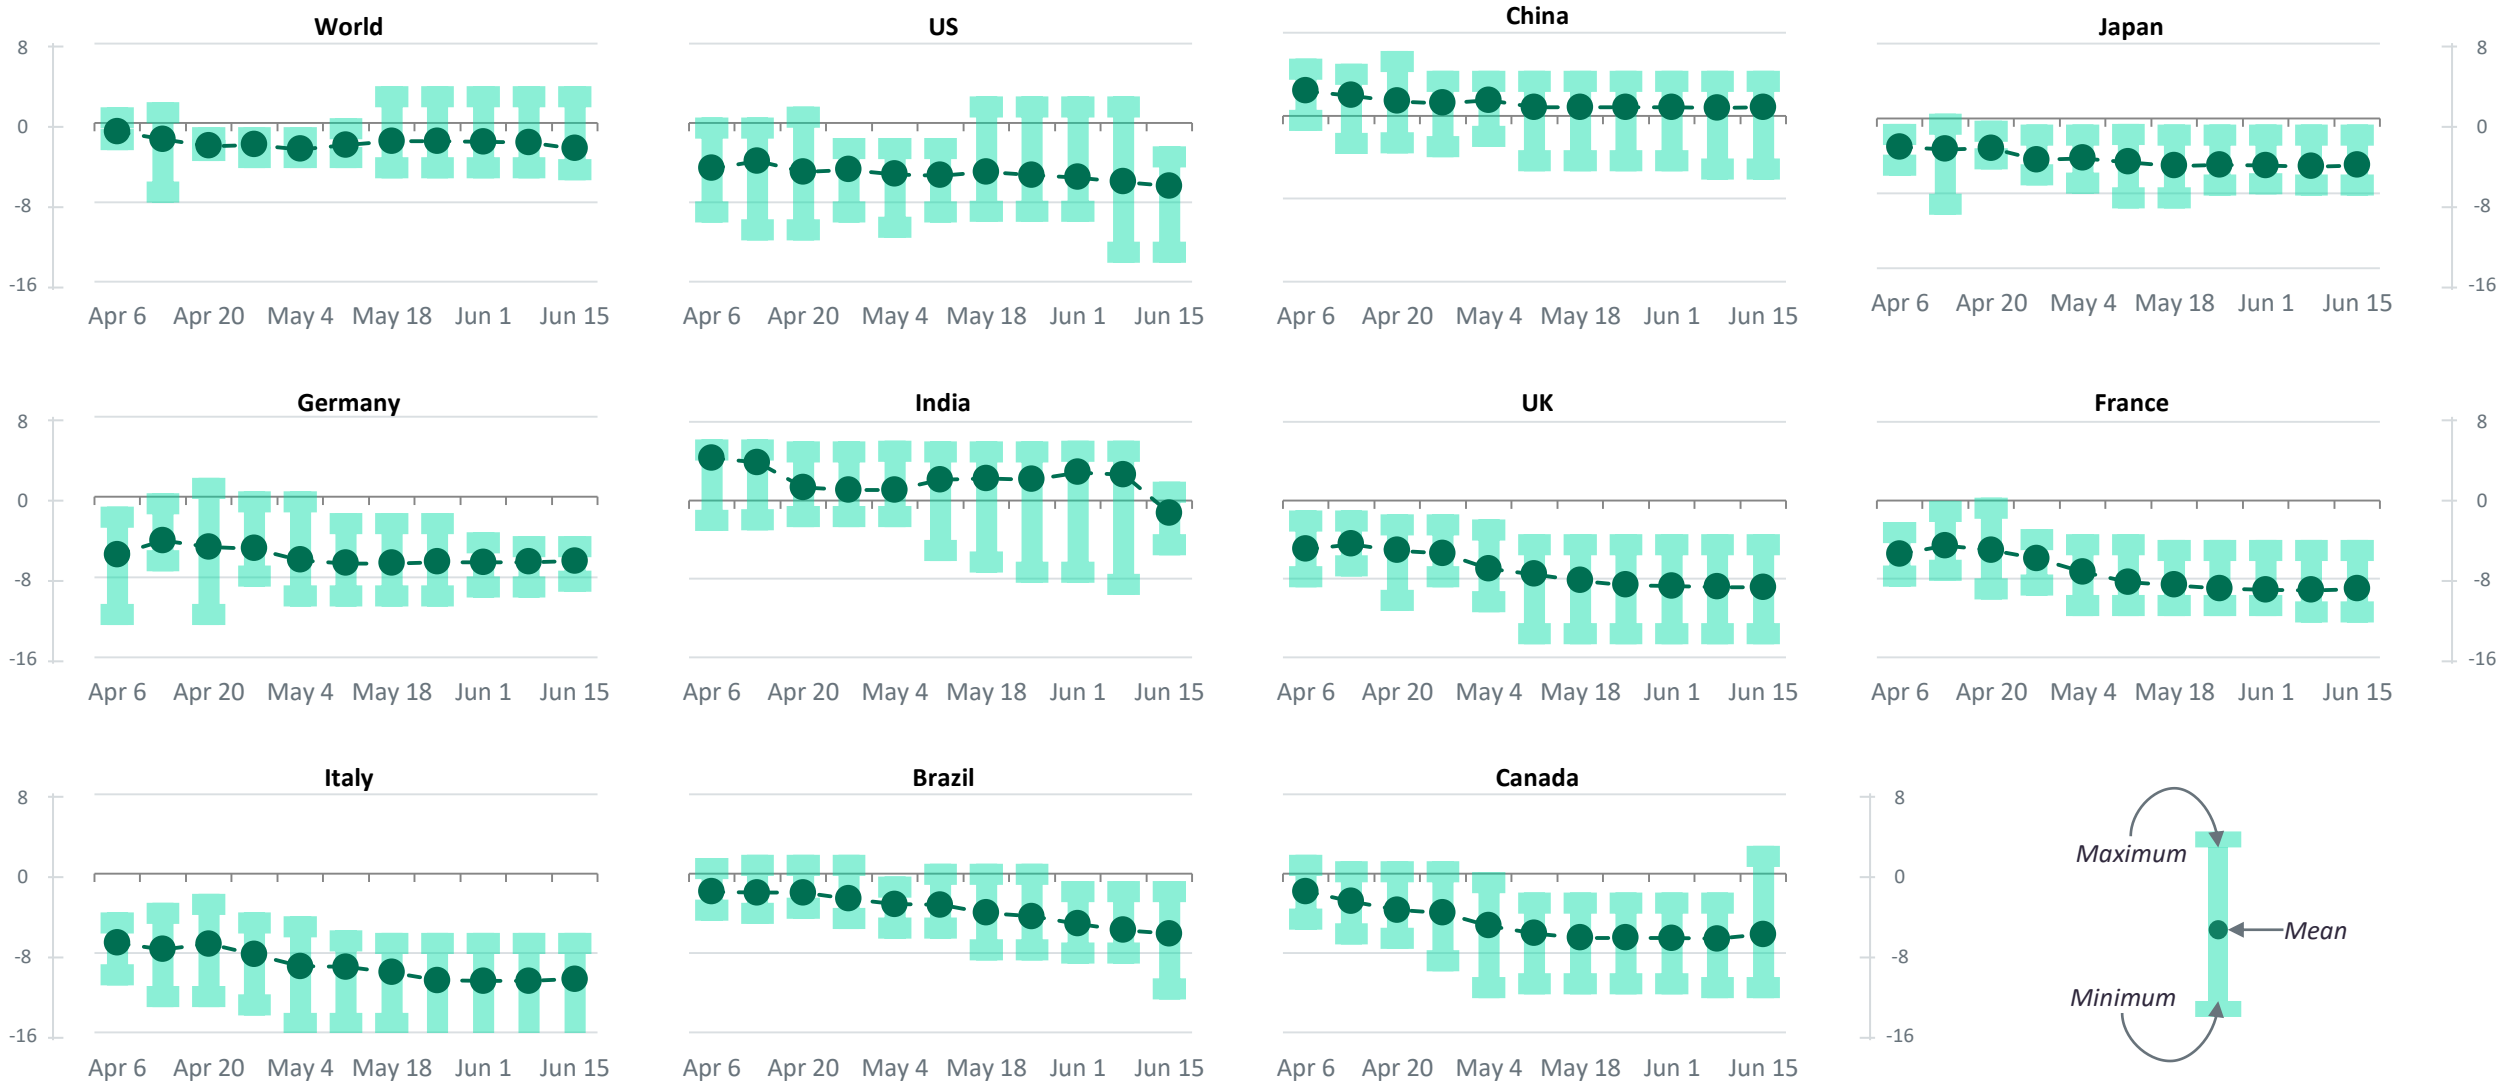 World
US
China
Japan
8
0
-8
-16
8
0
-8
-16
Apr 6 Apr 20 May 4 May 18 Jun 1 Jun 15
Apr 6 Apr 20 May 4 May 18 Jun 1 Jun 15
Apr 6 Apr 20 May 4 May 18 Jun 1 Jun 15
Apr 6 Apr 20 May 4 May 18 Jun 1 Jun 15
Germany
India
UK
France
8
0
-8
-16
8
0
-8
-16
Apr 6 Apr 20 May 4 May 18 Jun 1 Jun 15
Apr 6 Apr 20 May 4 May 18 Jun 1 Jun 15
Apr 6 Apr 20 May 4 May 18 Jun 1 Jun 15
Apr 6 Apr 20 May 4 May 18 Jun 1 Jun 15
Italy
Brazil
Canada
8
0
-8
-16
8
0
-8
-16
Apr 6 Apr 20 May 4 May 18 Jun 1 Jun 15
Apr 6 Apr 20 May 4 May 18 Jun 1 Jun 15
Apr 6 Apr 20 May 4 May 18 Jun 1 Jun 15
Maximum
Mean
Minimum